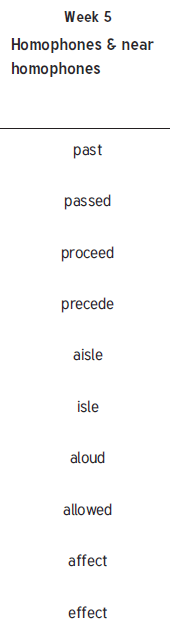 Week 5
Homophones & near
homophones
past
passed
proceed
precede
aisle
isle
aloud
allowed
affect
effect